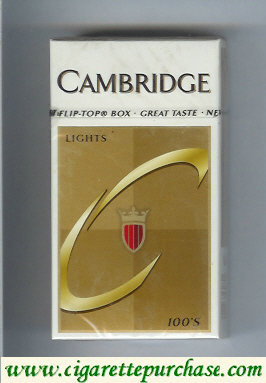 CAMBRIDGE
FLIP-TOP® BOX · GREAT TASTE · NE
LIGHTS
100'S
www.cigarettepurchase.com